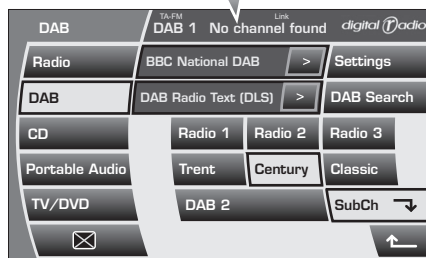 TA-FM Link
DAB DAB 1 No channel found digital radio
Radio BBC National DAB > Settings
DAB DAB Radio Text (DLS) > DAB Search
CD Radio 1 Radio 2 Radio 3
Portable Audio Trent Century Classic
TV/DVD DAB 2 SubCh